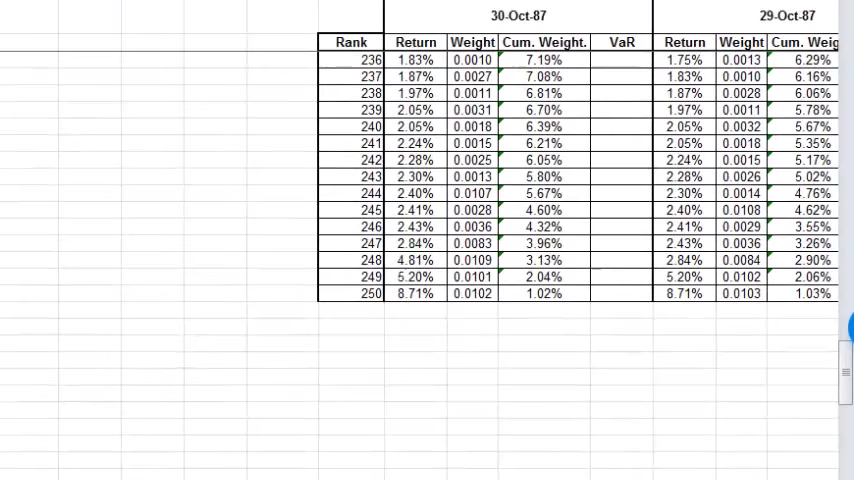 30-Oct-87 29-Oct-87
Rank Return Weight Cum. Weight. VaR Return Weight Cum. Weig
236 1.83% 0.0010 7.19% 1.75% 0.0013 6.29%
237 1.87% 0.0027 7.08% 1.83% 0.0010 6.16%
238 1.97% 0.0011 6.81% 1.87% 0.0028 6.06%
239 2.05% 0.0031 6.70% 1.97% 0.0011 5.78%
240 2.05% 0.0018 6.39% 2.05% 0.0032 5.67%
241 2.24% 0.0015 6.21% 2.05% 0.0018 5.35%
242 2.28% 0.0025 6.05% 2.24% 0.0015 5.17%
243 2.30% 0.0013 5.80% 2.28% 0.0026 5.02%
244 2.40% 0.0107 5.67% 2.30% 0.0014 4.76%
245 2.41% 0.0028 4.60% 2.40% 0.0108 4.62%
246 2.43% 0.0036 4.32% 2.41% 0.0029 3.55%
247 2.84% 0.0083 3.96% 2.43% 0.0036 3.26%
248 4.81% 0.0109 3.13% 2.84% 0.0084 2.90%
249 5.20% 0.0101 2.04% 5.20% 0.0102 2.06%
250 8.71% 0.0102 1.02% 8.71% 0.0103 1.03%